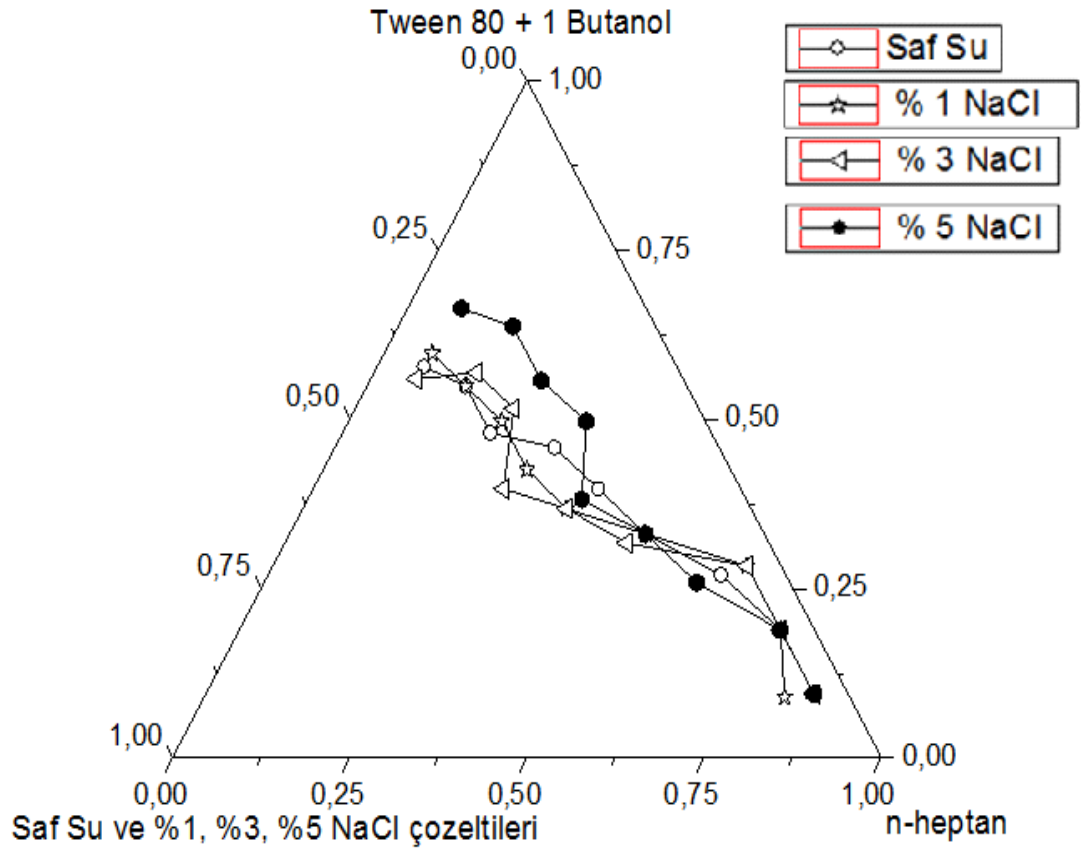 Tween 80 + 1 Butanol
0,00
1,00
Saf Su
% 1 NaCl
% 3 NaCl
% 5 NaCl
0,25
0,75
0,50
0,50
0,75
0,25
1,00
0,00
0,00
0,25
0,50
0,75
1,00
Saf Su ve %1, %3, %5 NaCl çozeltileri
n-heptan